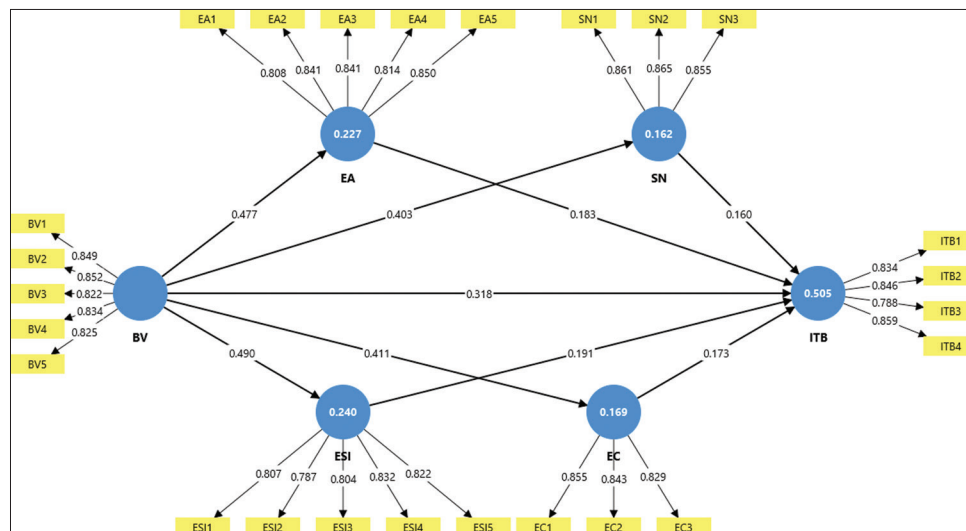 EA1 EA2 EA3 EA4 EA5 SN1 SN2 SN3
0.808 0.841 0.841 0.814 0.850 0.861 0.865 0.855
0.227 0.162
EA SN
0.477 0.403 0.183 0.160
BV1
0.849
BV2
0.852
BV3
0.822
BV4
0.834
BV5
0.825
BV
0.318
0.505
ITB
ITB1
0.834
ITB2
0.846
ITB3
0.788
ITB4
0.859
0.490 0.411 0.191 0.173
0.240 0.169
ESI EC
0.807 0.787 0.804 0.832 0.822 0.855 0.843 0.829
ESI1 ESI2 ESI3 ESI4 ESI5 EC1 EC2 EC3